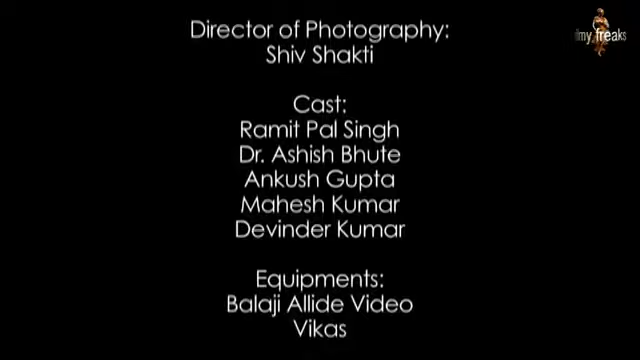 Director of Photography:
Shiv Shakti
Cast:
Ramit Pal Singh
Dr. Ashish Bhute
Ankush Gupta
Mahesh Kumar
Devinder Kumar
Equipments:
Balaji Allide Video
Vikas
freaks